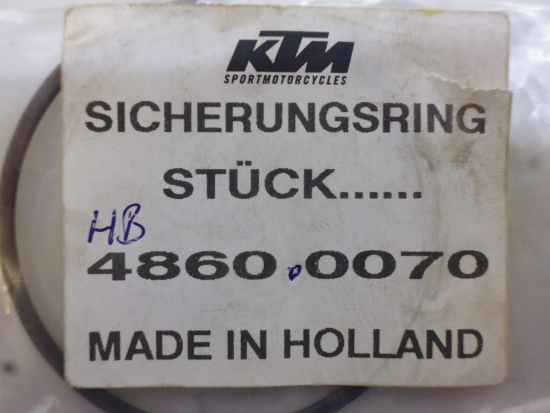 KTM
SPORTMOTORCYCLES
SICHERUNGSRING
STÜCK......
HB
4860.0070
MADE IN HOLLAND